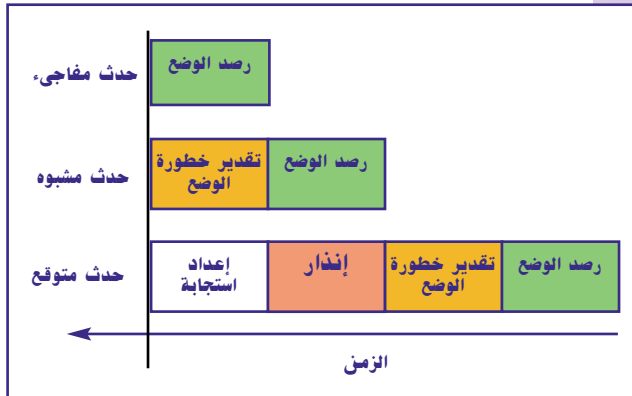 حدث مفاجىء
رصد الوضع
حدث مشبوه
رصد الوضع
تقدير خطورة
الوضع
حدث متوقع
رصد الوضع
تقدير خطورة
الوضع
إنذار
إعداد
استجابة
الزمن